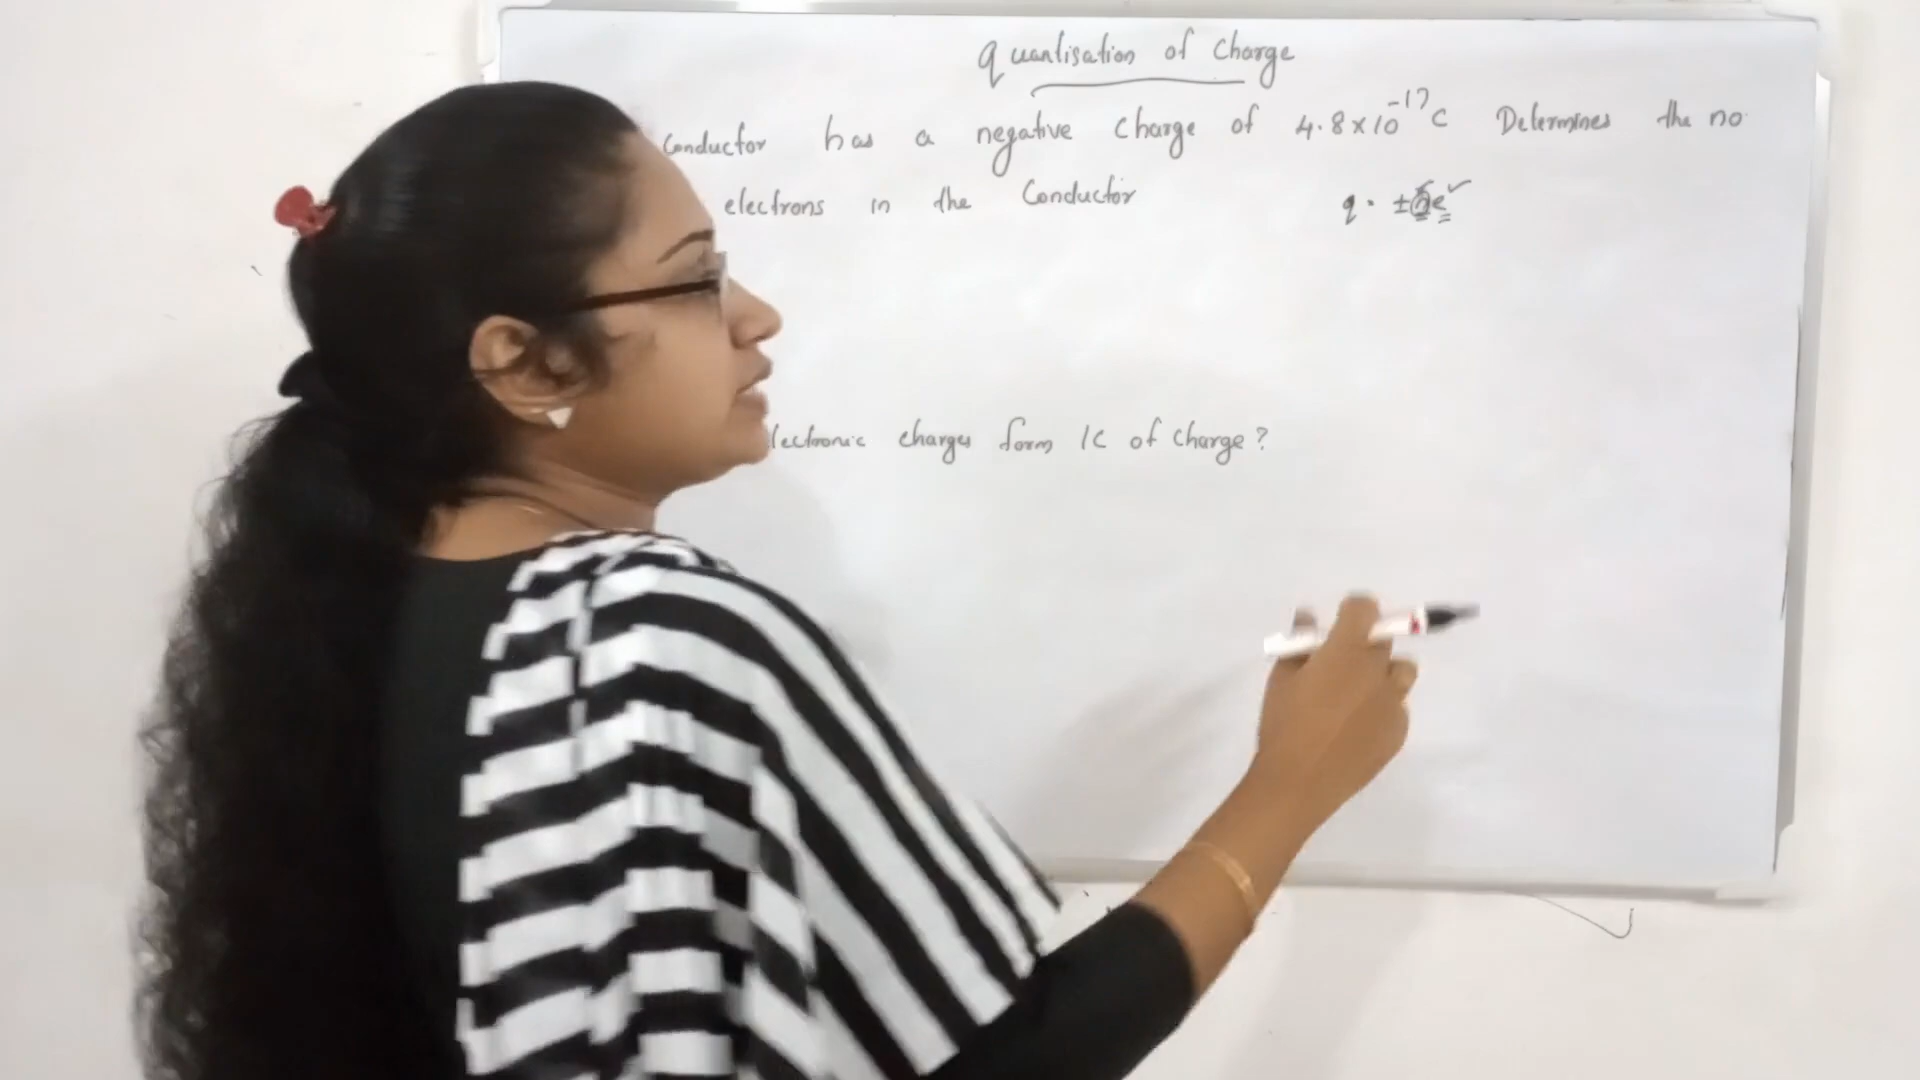 quantisation of Charge
Conductor has a negative Charge of 4.8 x 10⁻¹⁷ C Determines the no
electrons in the Conductor
q = ±ne
lectronic charges form 1C of Charge?